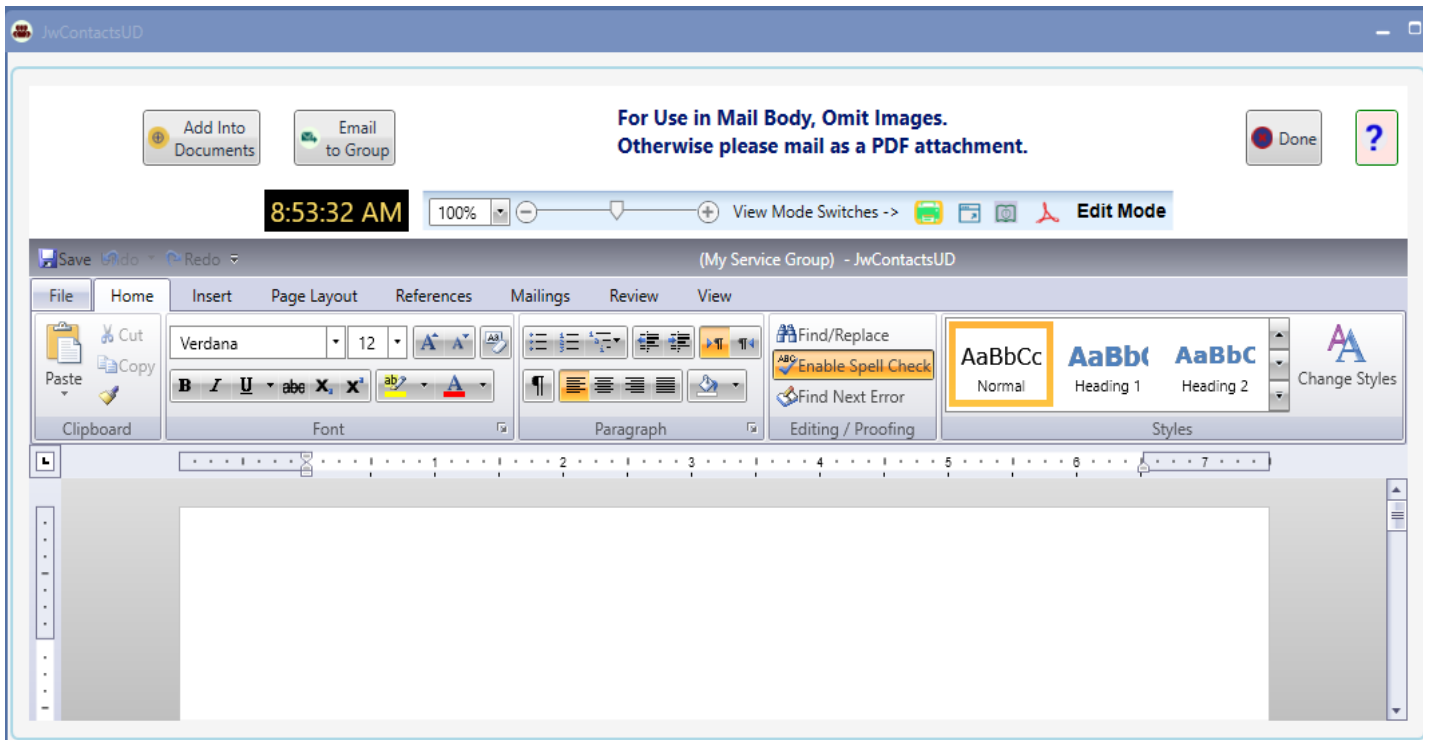 JwContactsUD
Add Into
Documents
Email
to Group
For Use in Mail Body, Omit Images.
Otherwise please mail as a PDF attachment.
Done
?
8:53:32 AM
100%
View Mode Switches ->
Edit Mode
Save Undo Redo
(My Service Group) - JwContactsUD
File Home Insert Page Layout References Mailings Review View
Paste
Cut
Copy
Clipboard
Verdana 12
B I U abc X, X²
ab A
Font
Paragraph
Find/Replace
Enable Spell Check
Find Next Error
Editing / Proofing
AaBbCc
Normal
AaBb(
Heading 1
AaBbC
Heading 2
Change Styles
Styles
1 2 3 4 5 6 7